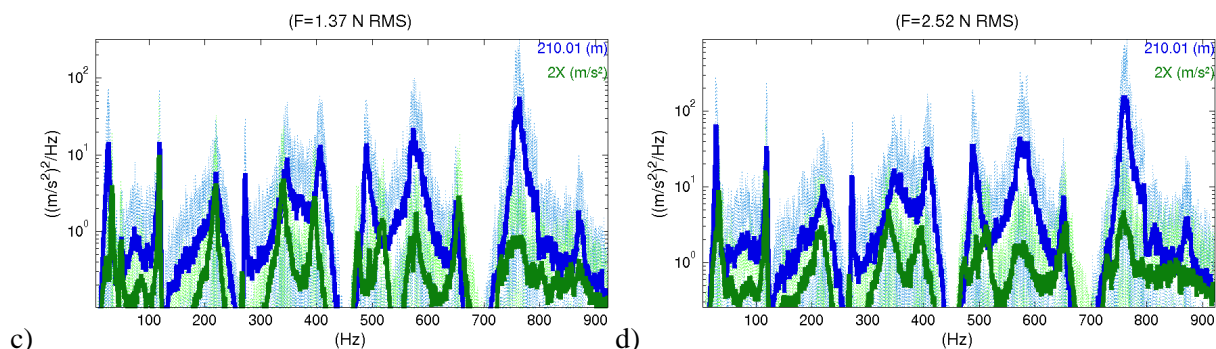 (F=1.37 N RMS)
210.01 (m)
2X (m/s²)
((m/s²)²/Hz)
10²
10¹
10⁰
100 200 300 400 500 600 700 800 900
(Hz)
c)
(F=2.52 N RMS)
210.01 (m)
2X (m/s²)
((m/s²)²/Hz)
10²
10¹
10⁰
100 200 300 400 500 600 700 800 900
(Hz)
d)